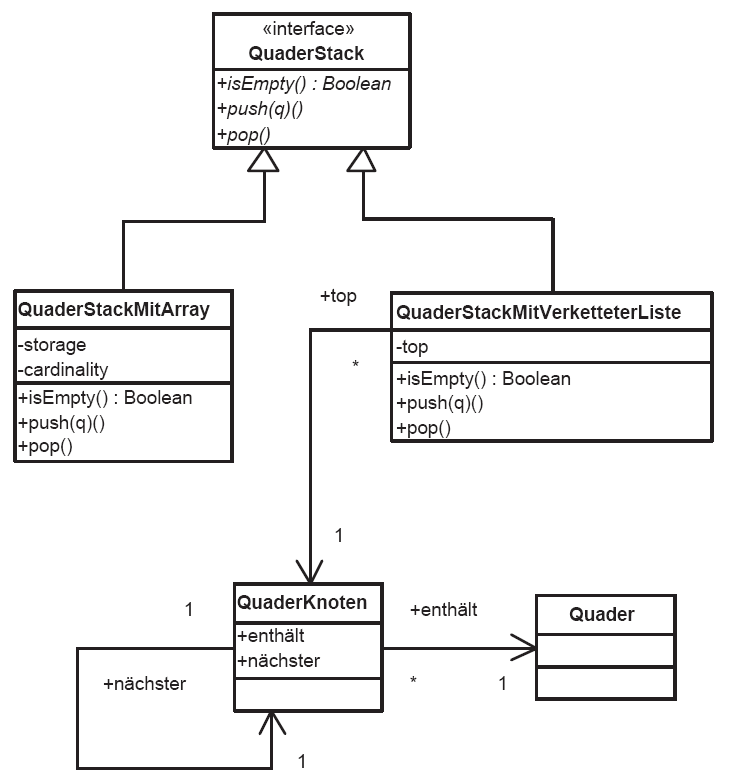 «interface»
QuaderStack
+isEmpty() : Boolean
+push(q)()
+pop()
QuaderStackMitArray
-storage
-cardinality
+isEmpty() : Boolean
+push(q)()
+pop()
+top
QuaderStackMitVerketteterListe
-top
+isEmpty() : Boolean
+push(q)()
+pop()
*
1
1
QuaderKnoten
+enthält
+nächster
+nächster
1
+enthält
*
1
Quader